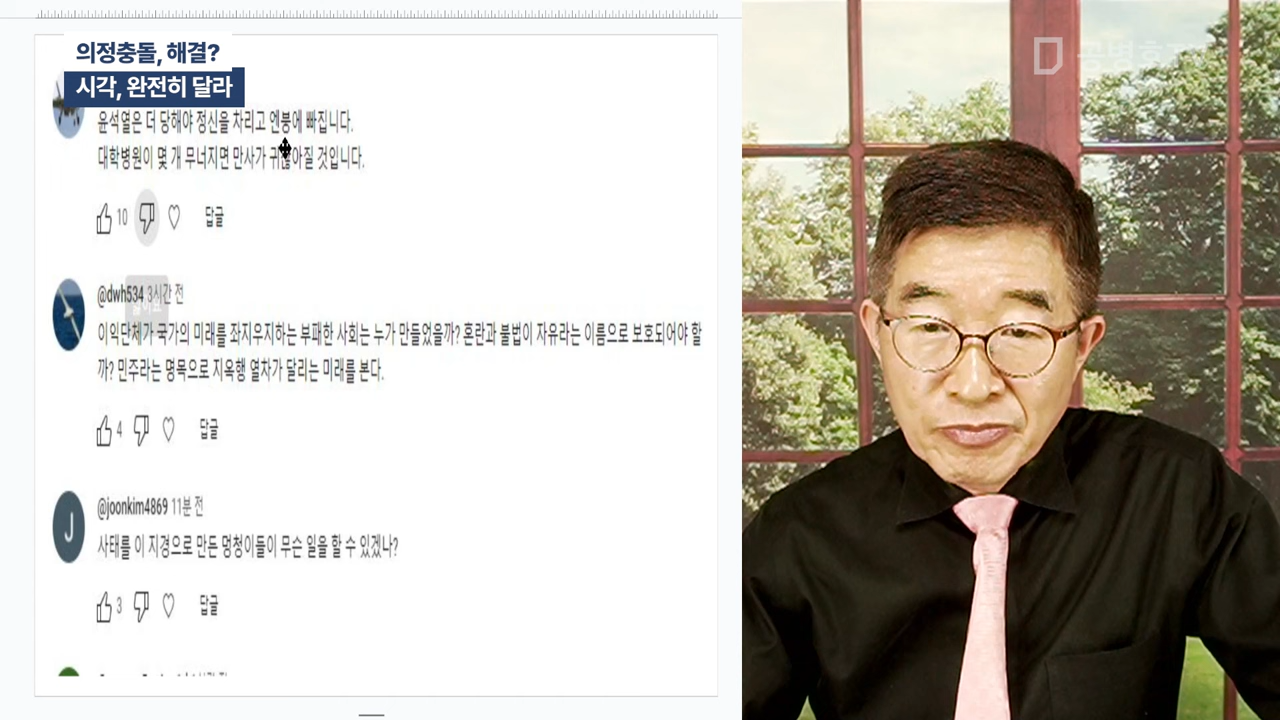 의정충돌, 해결?
시각, 완전히 달라
윤석열은 더 당해야 정신을 차리고 엔붕에 빠집니다.
대학병원이 몇 개 무너지면 만사가 귀찮아질 것입니다.
10 답글
@dwh534 3시간 전
이익단체가 국가의 미래를 좌지우지하는 부패한 사회는 누가 만들었을까? 혼란과 불법이 자유라는 이름으로 보호되어야 할
까? 민주라는 명목으로 지옥행 열차가 달리는 미래를 본다.
4 답글
J
@joonkim4869 11분 전
사태를 이 지경으로 만든 멍청이들이 무슨 일을 할 수 있겠나?
3 답글
공병호